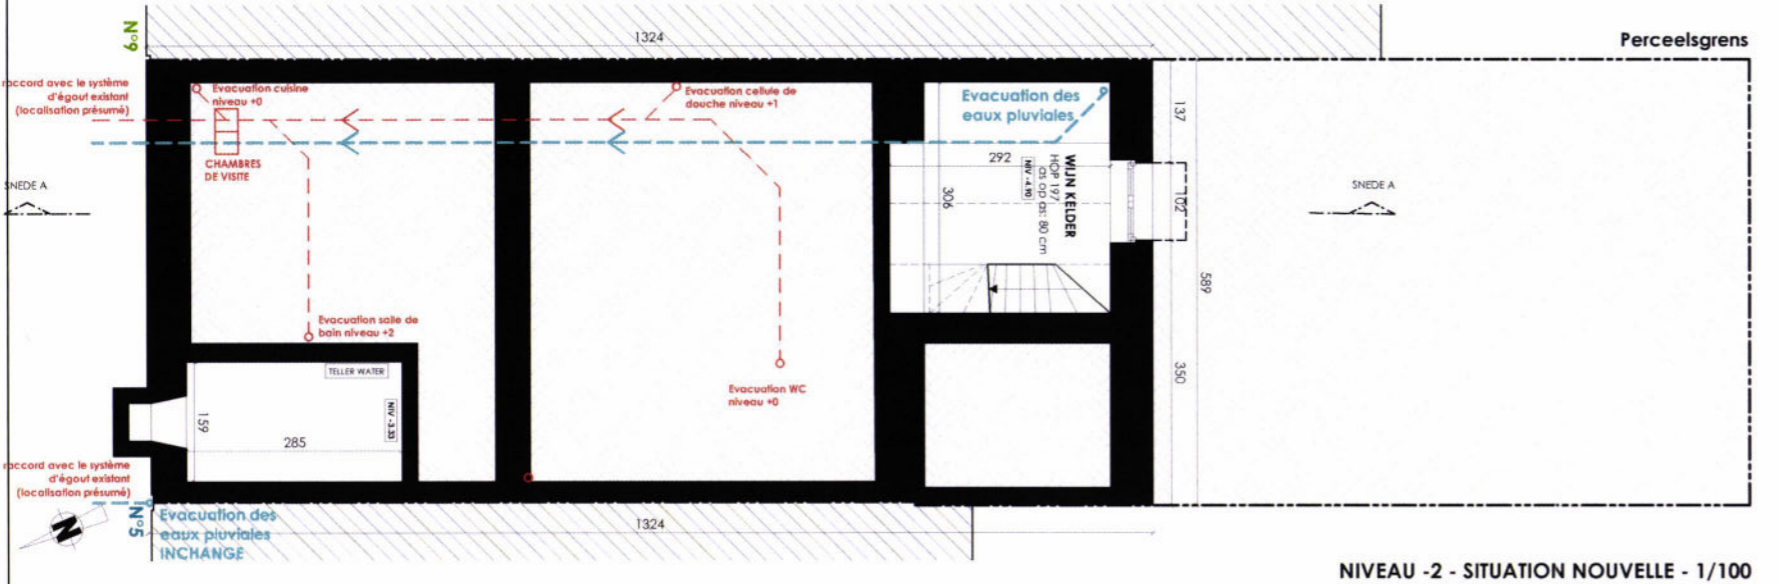 N°6
1324
Perceelsgrens
raccord avec le système
d'égout existant
(localisation présumé)
Evacuation cuisine
niveau +0
Evacuation cellule de
douche niveau +1
Evacuation des
eaux pluviales
137
CHAMBRES
DE VISITE
292
WIJN KELDER
HOP 197
as op as: 80 cm
NIV -4.90
306
102
SNEDE A
SNEDE A
589
Evacuation salle de
bain niveau +2
TELLER WATER
NIV -3.33
159
285
Evacuation WC
niveau +0
350
raccord avec le système
d'égout existant
(localisation présumé)
N
N°5
Evacuation des
eaux pluviales
INCHANGE
1324
NIVEAU -2 - SITUATION NOUVELLE - 1/100